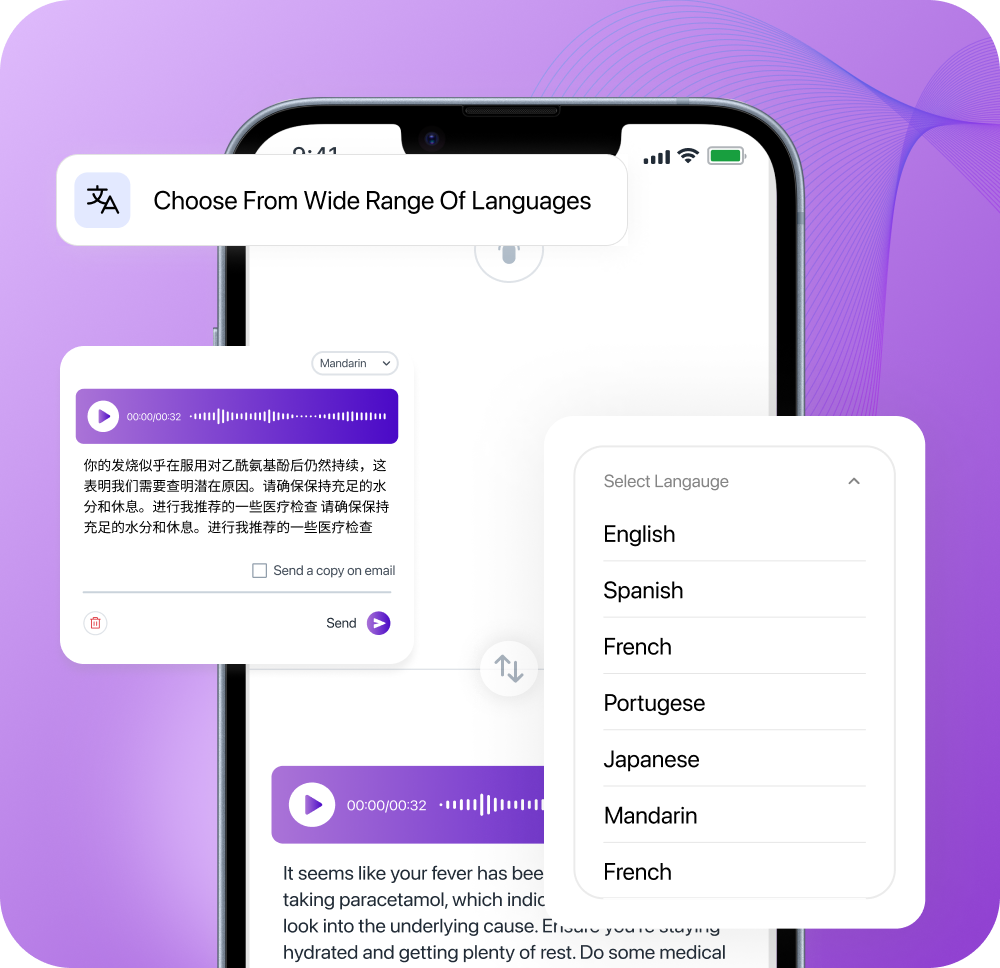 9:41
Choose From Wide Range Of Languages
Mandarin
00:00/00:32
你的发烧似乎在服用对乙酰氨基酚后仍然持续，这
表明我们需要查明潜在原因。请确保保持充足的水
分和休息。进行我推荐的一些医疗检查 请确保保持
充足的水分和休息。进行我推荐的一些医疗检查
Send a copy on email
Send
Select Langauge
English
Spanish
French
Portugese
Japanese
Mandarin
French
00:00/00:32
It seems like your fever has bee
taking paracetamol, which indic
look into the underlying cause. Ensure you're staying
hydrated and getting plenty of rest. Do some medical